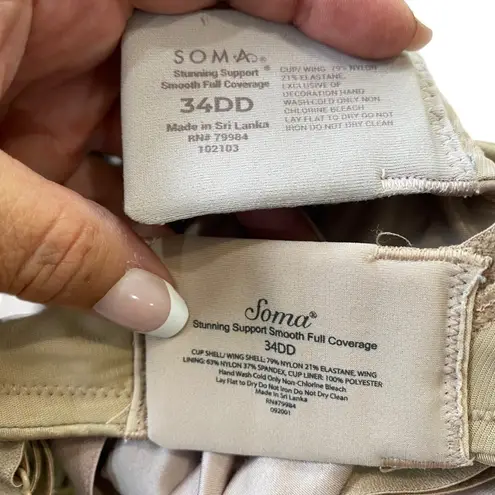 SOMA®
Stunning Support
Smooth Full Coverage
34DD
Made in Sri Lanka
RN# 79984
102103
CUP/ WING: 79% NYLON
21% ELASTANE.
EXCLUSIVE OF
DECORATION HAND
WASH-COLD ONLY NON
CHLORINE BLEACH
LAY FLAT TO DRY DO NOT
IRON DO NOT DRY CLEAN
Soma®
Stunning Support Smooth Full Coverage
34DD
CUP SHELL/ WING SHELL: 79% NYLON 21% ELASTANE, WING
LINING: 63% NYLON 37% SPANDEX, CUP LINER: 100% POLYESTER
Hand Wash Cold Only Non-Chlorine Bleach
Lay Flat to Dry Do Not Iron Do Not Dry Clean
Made in Sri Lanka
RN#79984
092001